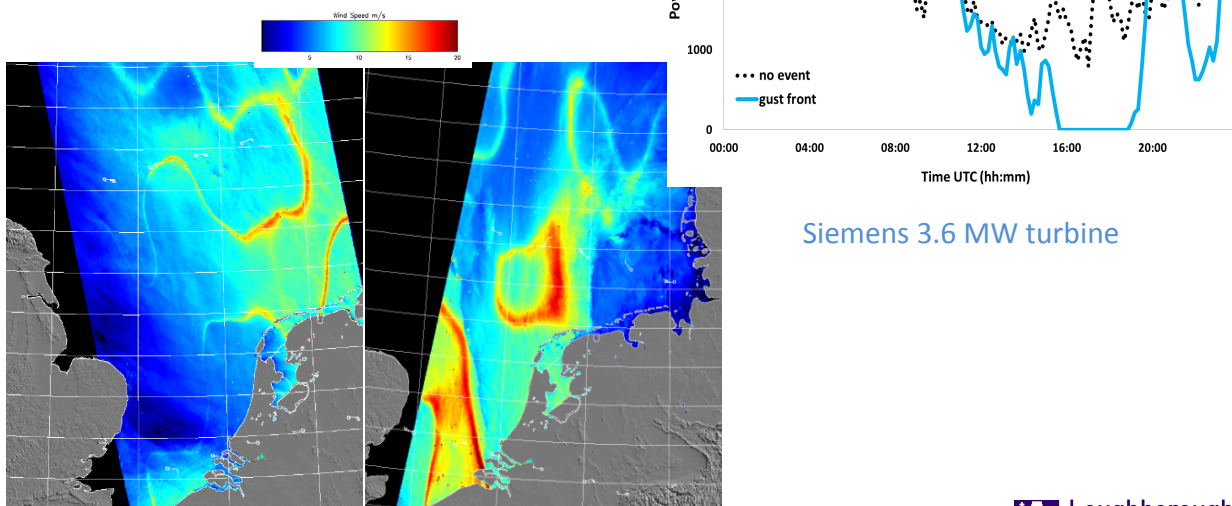 Wind Speed m/s
5 10 15 20
1000
no event
gust front
0
00:00 04:00 08:00 12:00 16:00 20:00
Time UTC (hh:mm)
Siemens 3.6 MW turbine